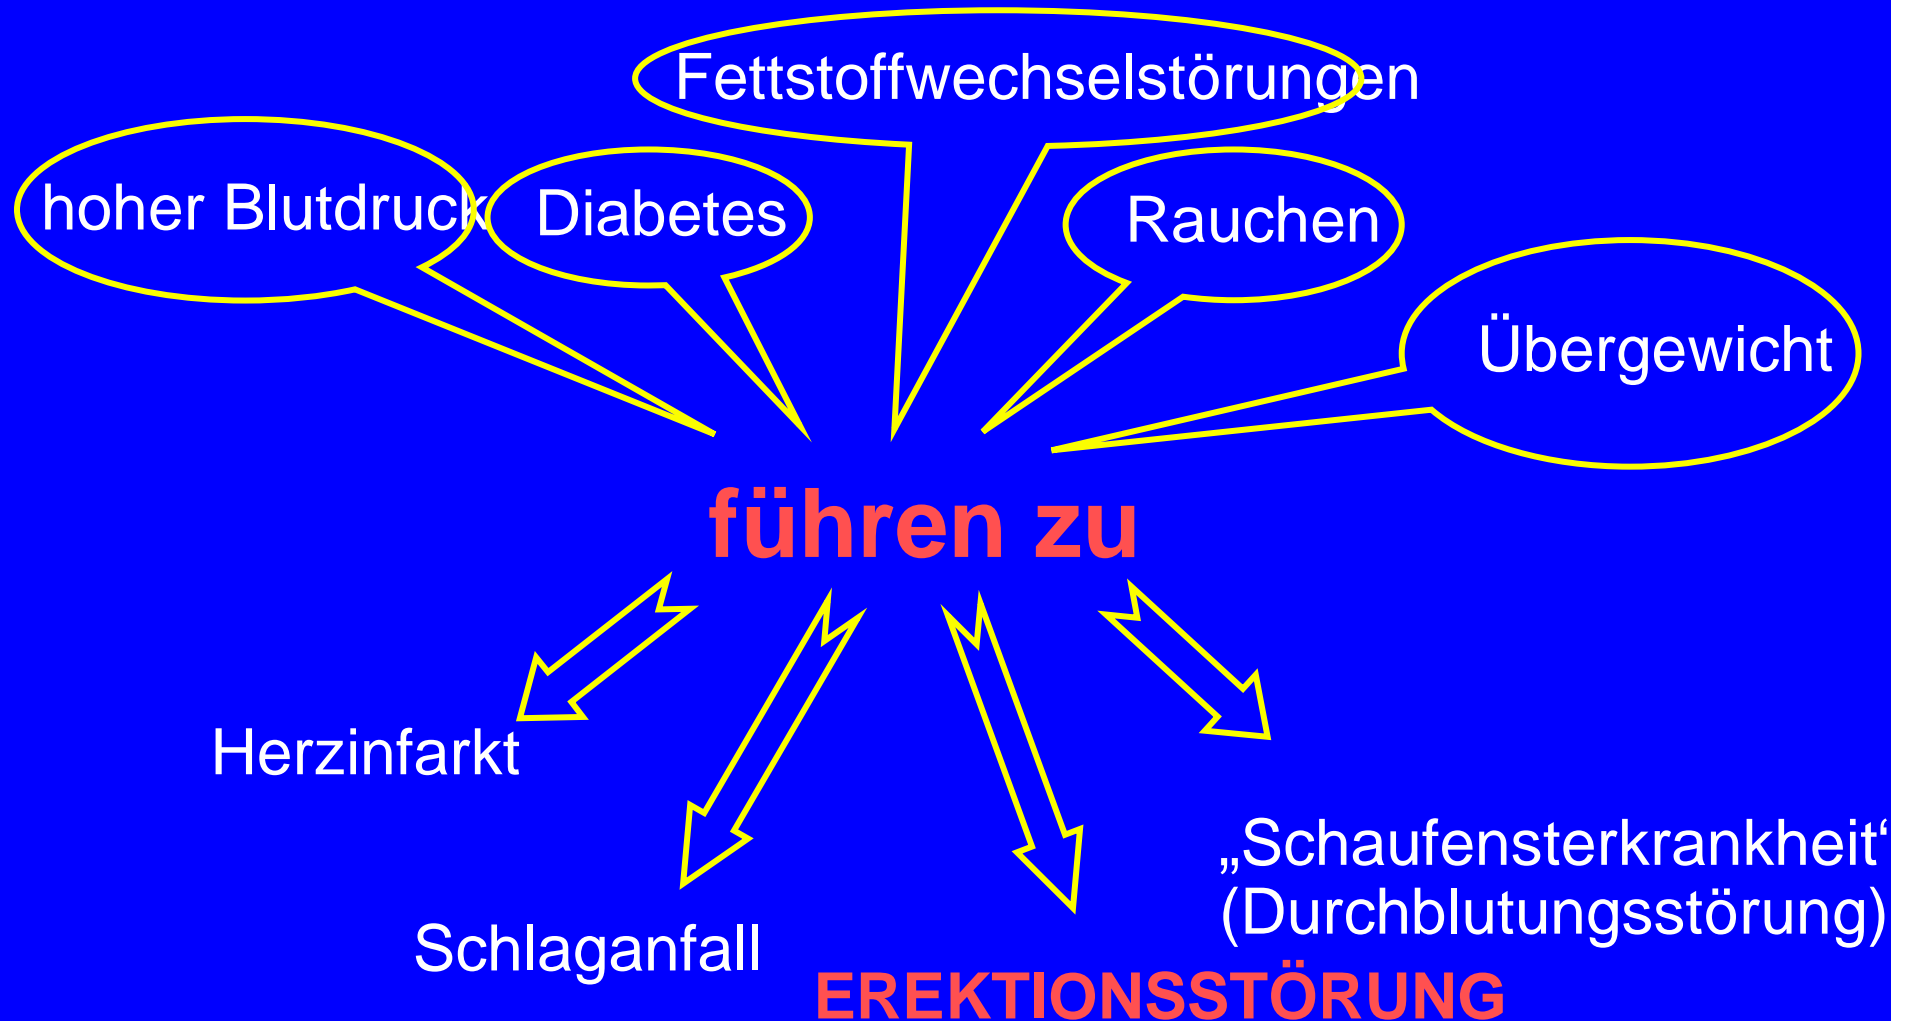 Fettstoffwechselstörungen
hoher Blutdruck
Diabetes
Rauchen
Übergewicht
führen zu
Herzinfarkt
„Schaufensterkrankheit“
(Durchblutungsstörung)
Schlaganfall
EREKTIONSSTÖRUNG